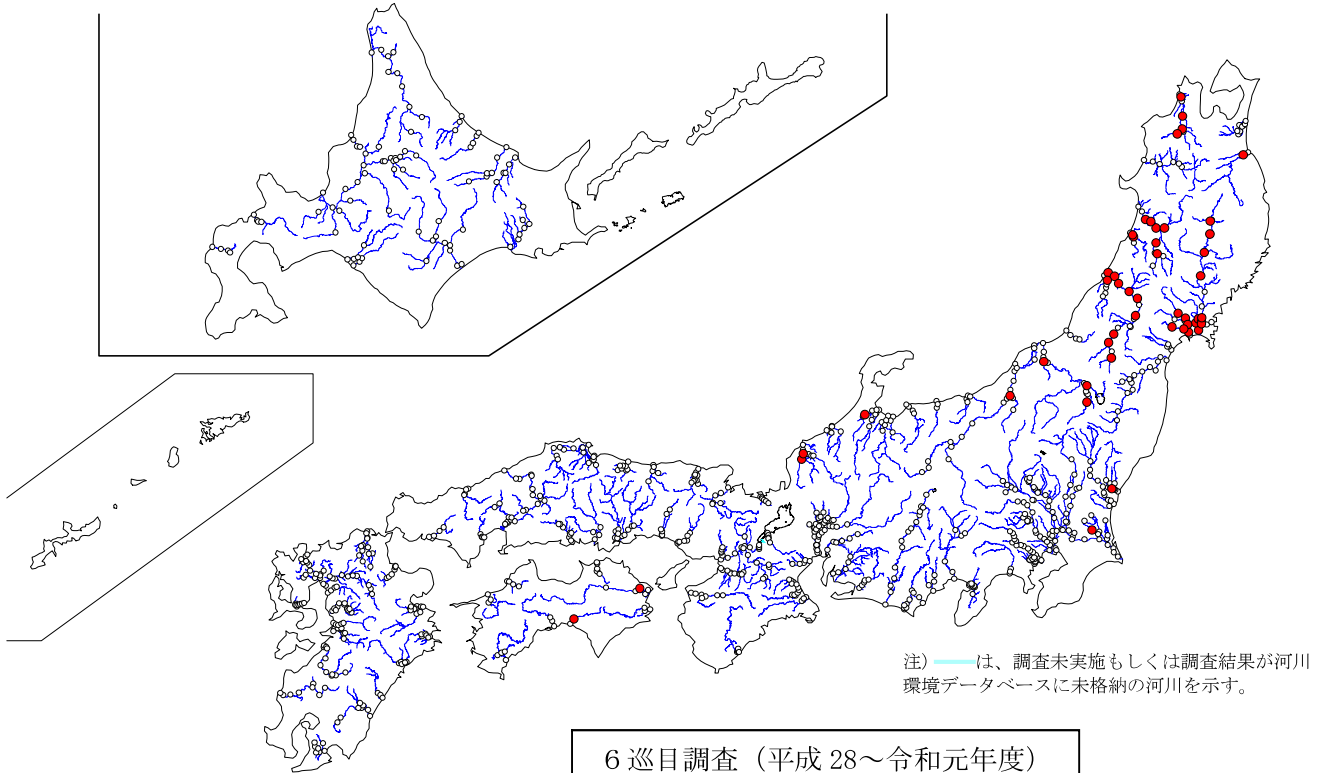 注) ――は、調査未実施もしくは調査結果が河川
環境データベースに未格納の河川を示す。
6巡目調査（平成 28～令和元年度）